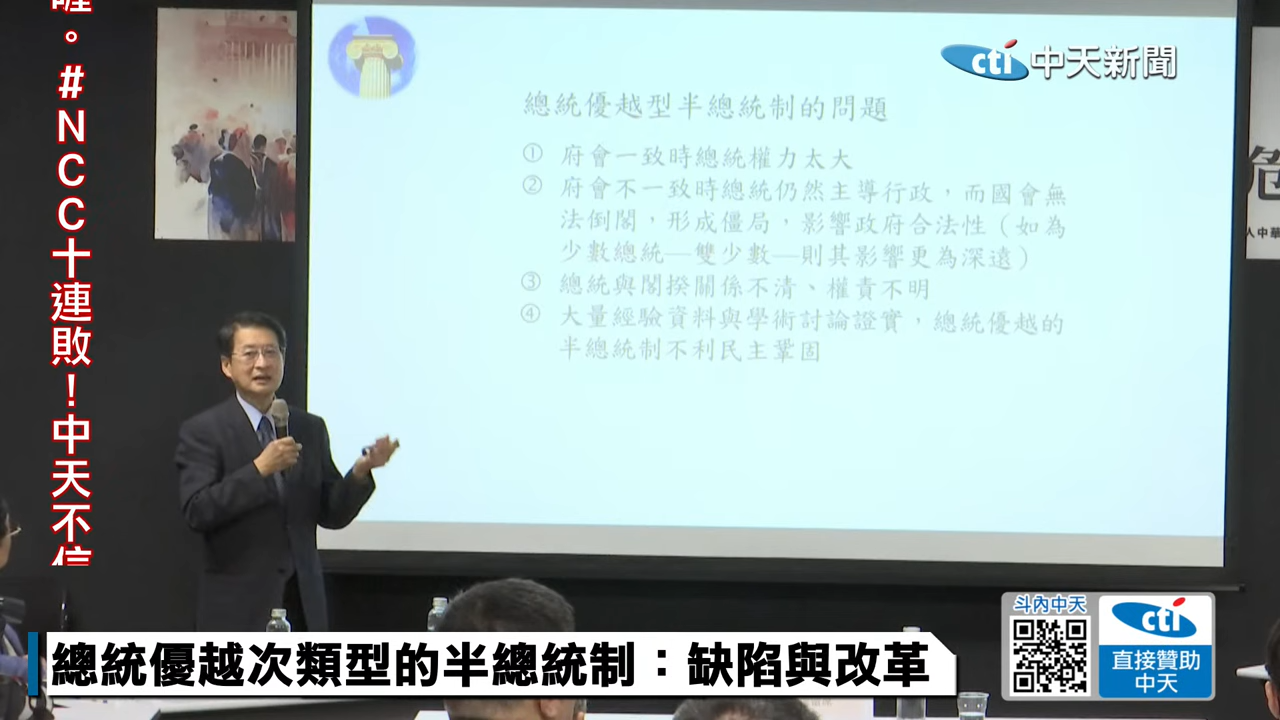 喔。#NCC十連敗！中天不信
cti 中天新聞
總統優越型半總統制的問題
① 府會一致時總統權力太大
② 府會不一致時總統仍然主導行政，而國會無
法倒閣，形成僵局，影響政府合法性（如為
少數總統—雙少數—則其影響更為深遠）
③ 總統與閣揆關係不清、權責不明
④ 大量經驗資料與學術討論證實，總統優越的
半總統制不利民主鞏固
人中華
斗內中天
cti
直接贊助
中天
總統優越次類型的半總統制：缺陷與改革